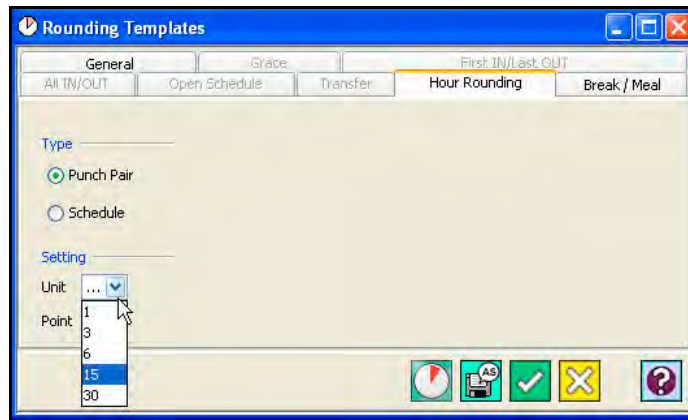 Rounding Templates
General Grace First IN/Last OUT
All IN/OUT Open Schedule Transfer Hour Rounding Break / Meal
Type
Punch Pair
Schedule
Setting
Unit ...
1
Point
3
6
15
30
AS
?